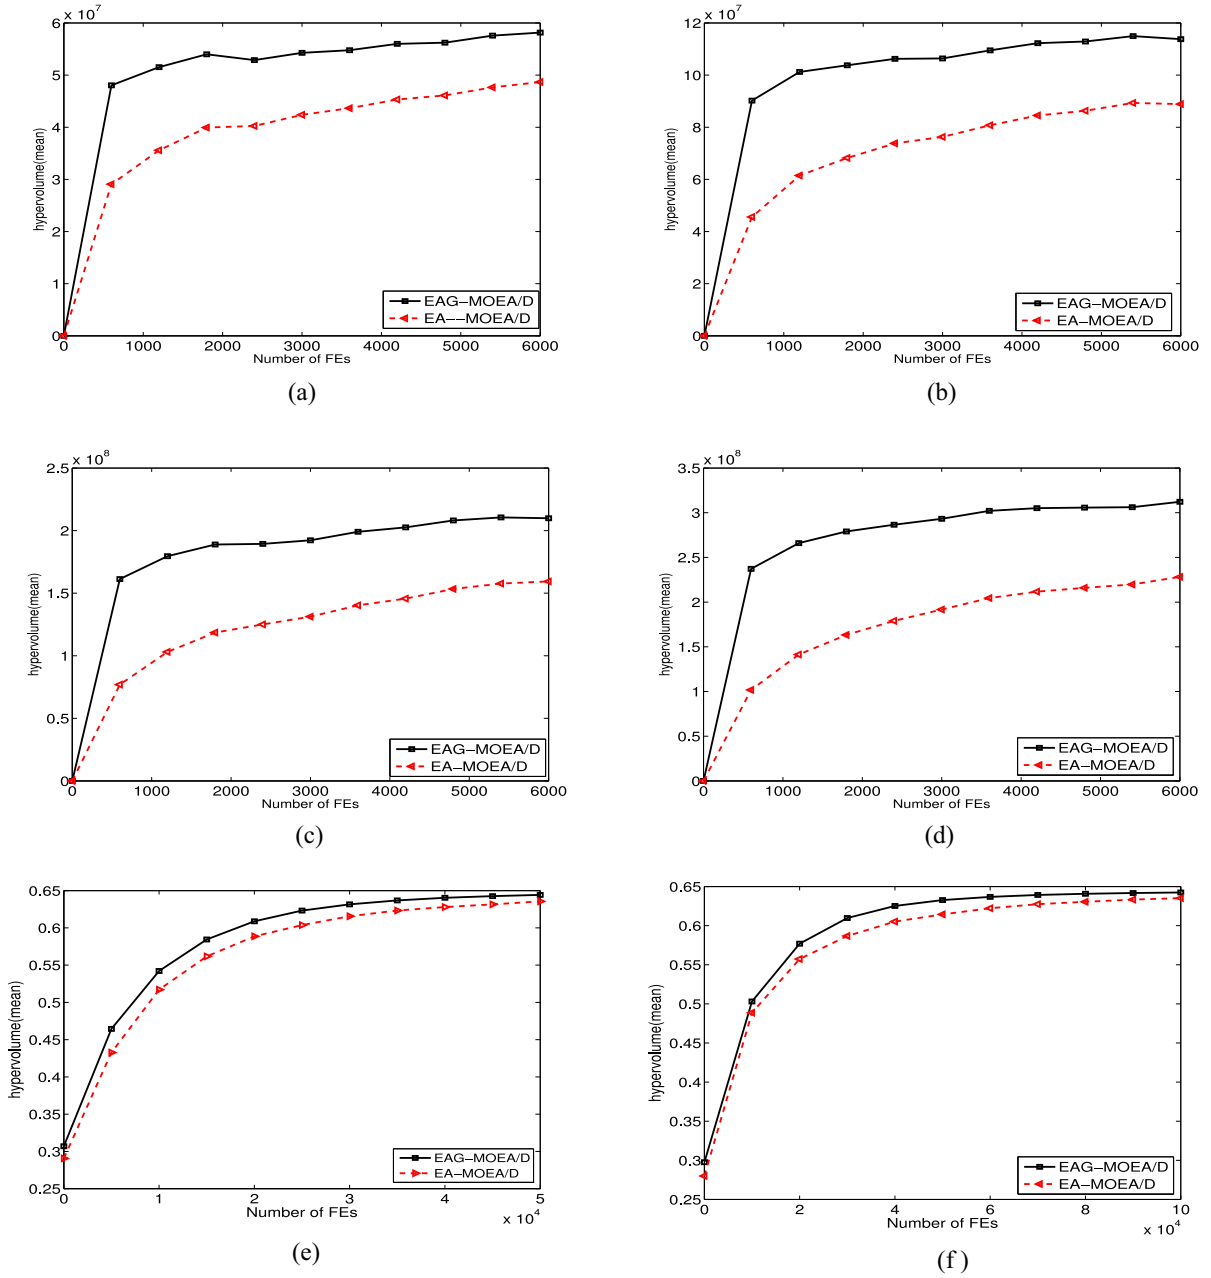 × 10^7
6
5
4
3
2
1
0
hypervolume(mean)
0 1000 2000 3000 4000 5000 6000
Number of FEs
EAG-MOEA/D
EA--MOEA/D
(a)
× 10^7
12
10
8
6
4
2
0
hypervolume(mean)
0 1000 2000 3000 4000 5000 6000
Number of FEs
EAG-MOEA/D
EA-MOEA/D
(b)
× 10^8
2.5
2
1.5
1
0.5
0
hypervolume(mean)
0 1000 2000 3000 4000 5000 6000
Number of FEs
EAG-MOEA/D
EA-MOEA/D
(c)
× 10^8
3.5
3
2.5
2
1.5
1
0.5
0
hypervolume(mean)
0 1000 2000 3000 4000 5000 6000
Number of FEs
EAG-MOEA/D
EA-MOEA/D
(d)
0.65
0.6
0.55
0.5
0.45
0.4
0.35
0.3
0.25
hypervolume(mean)
0 1 2 3 4 5
Number of FEs
× 10^4
EAG-MOEA/D
EA-MOEA/D
(e)
0.65
0.6
0.55
0.5
0.45
0.4
0.35
0.3
0.25
hypervolume(mean)
0 2 4 6 8 10
Number of FEs
× 10^4
EAG-MOEA/D
EA-MOEA/D
(f )